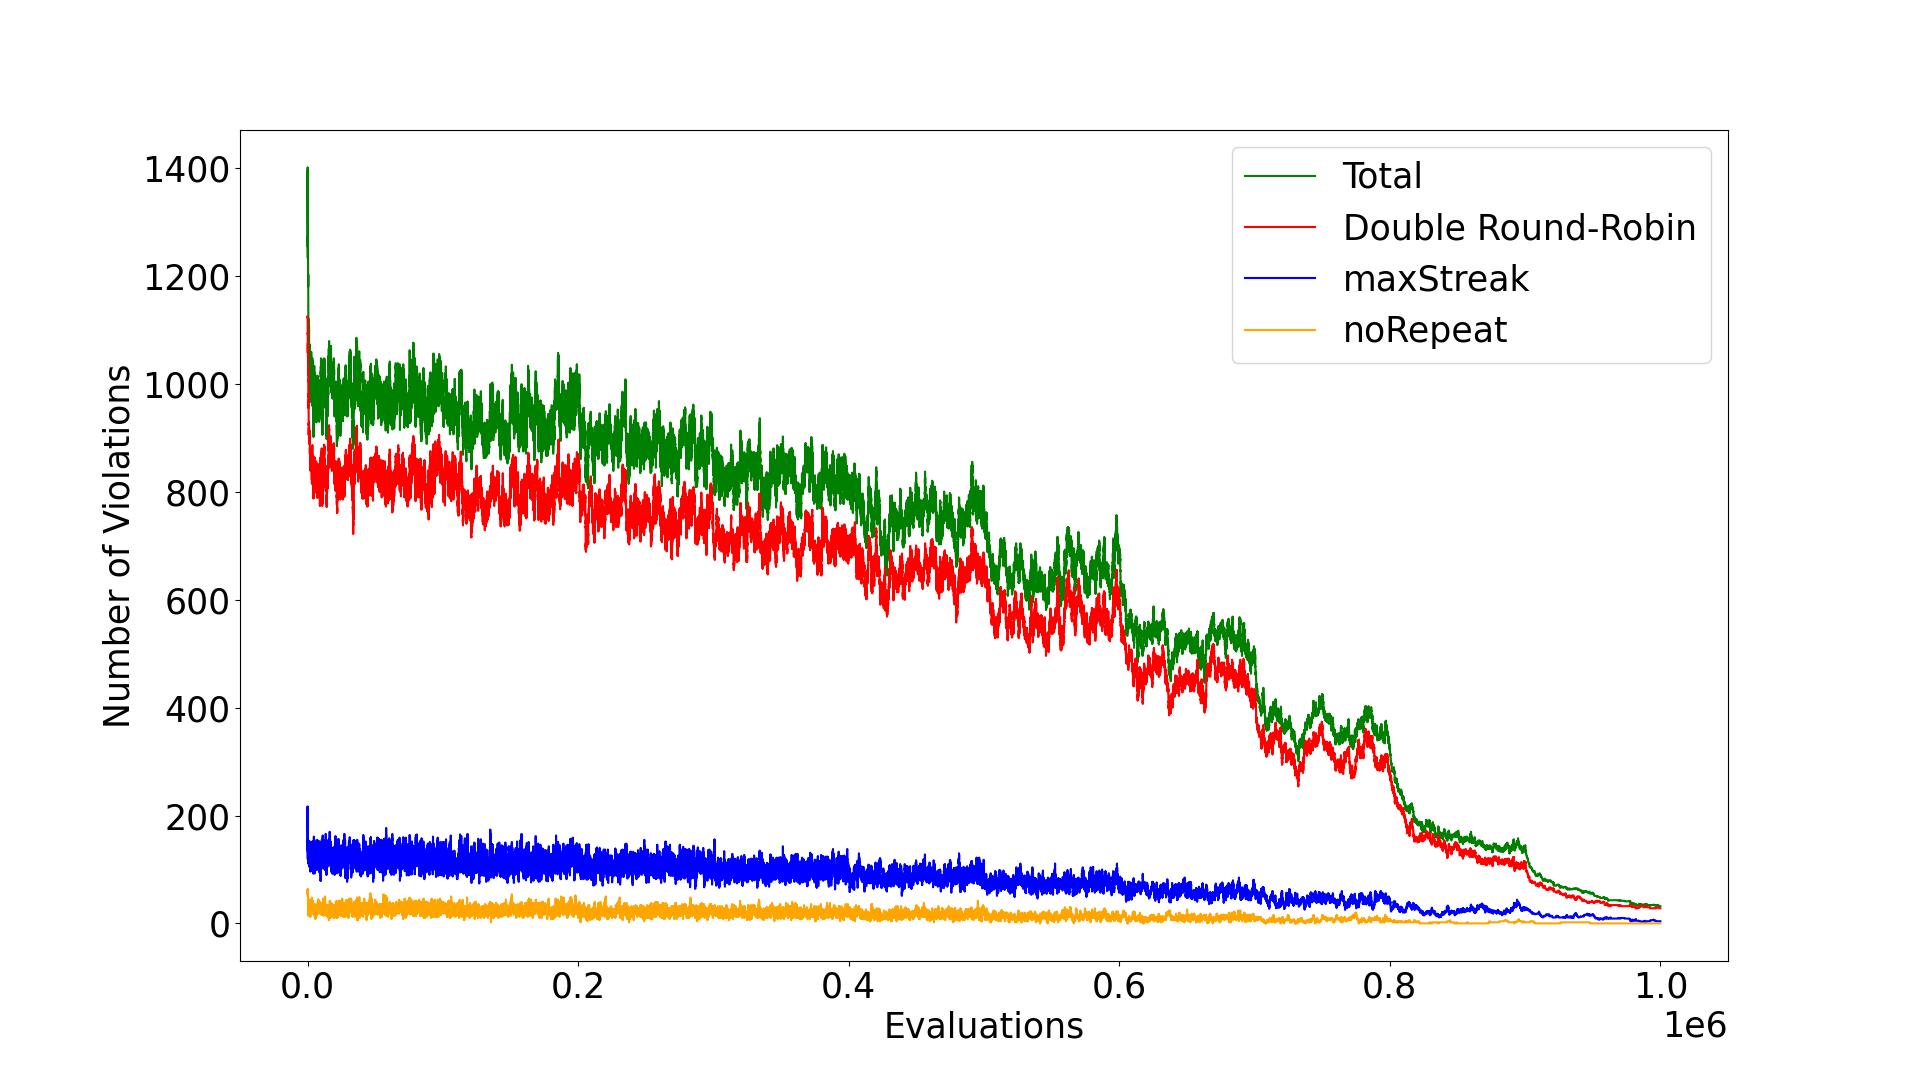 Total
Double Round-Robin
maxStreak
noRepeat
Number of Violations
1400
1200
1000
800
600
400
200
0
0.0 0.2 0.4 0.6 0.8 1.0
Evaluations
1e6